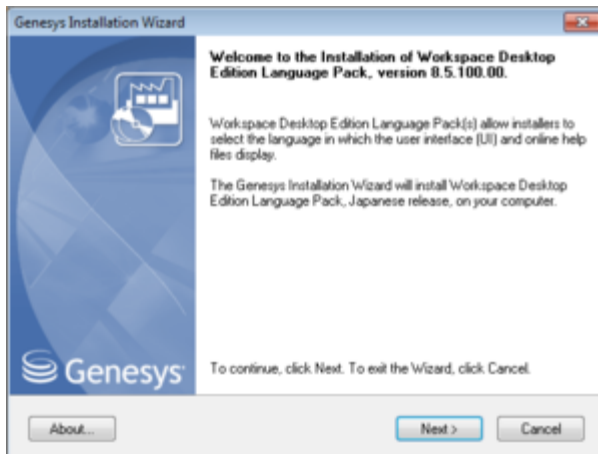 Genesys Installation Wizard
Welcome to the Installation of Workspace Desktop
Edition Language Pack, version 8.5.100.00.
Workspace Desktop Edition Language Pack(s) allow installers to
select the language in which the user interface (UI) and online help
files display.
The Genesys Installation Wizard will install Workspace Desktop
Edition Language Pack, Japanese release, on your computer.
Genesys
To continue, click Next. To exit the Wizard, click Cancel.
About... Next > Cancel